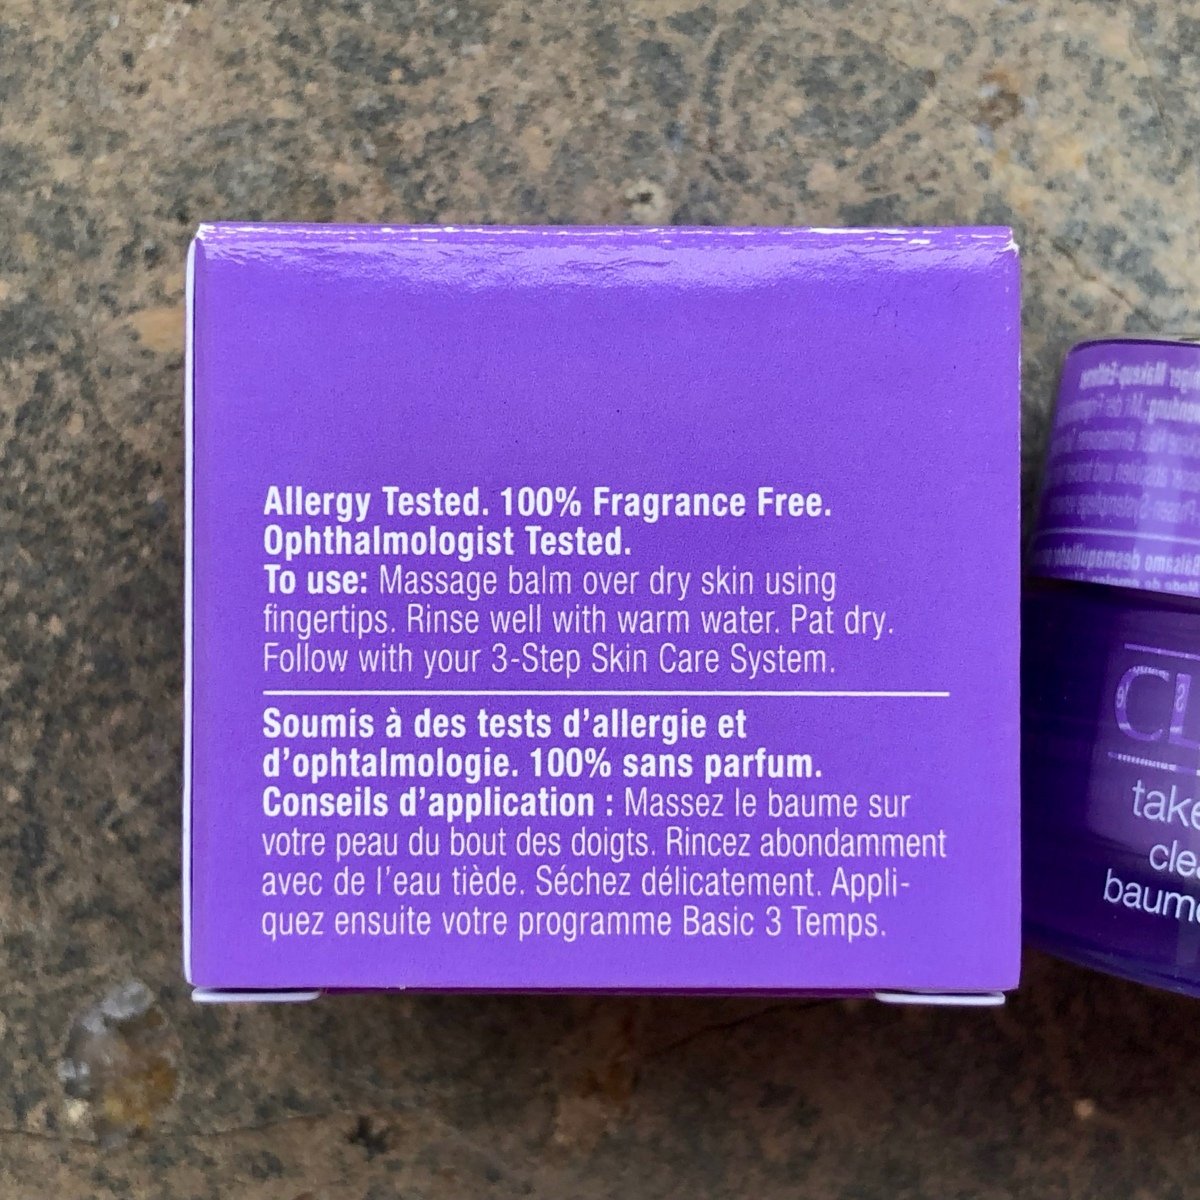 Allergy Tested. 100% Fragrance Free.
Ophthalmologist Tested.
To use: Massage balm over dry skin using
fingertips. Rinse well with warm water. Pat dry.
Follow with your 3-Step Skin Care System.
Soumis à des tests d’allergie et
d’ophtalmologie. 100% sans parfum.
Conseils d’application : Massez le baume sur
votre peau du bout des doigts. Rincez abondamment
avec de l’eau tiède. Séchez délicatement. Appli-
quez ensuite votre programme Basic 3 Temps.
take
baume